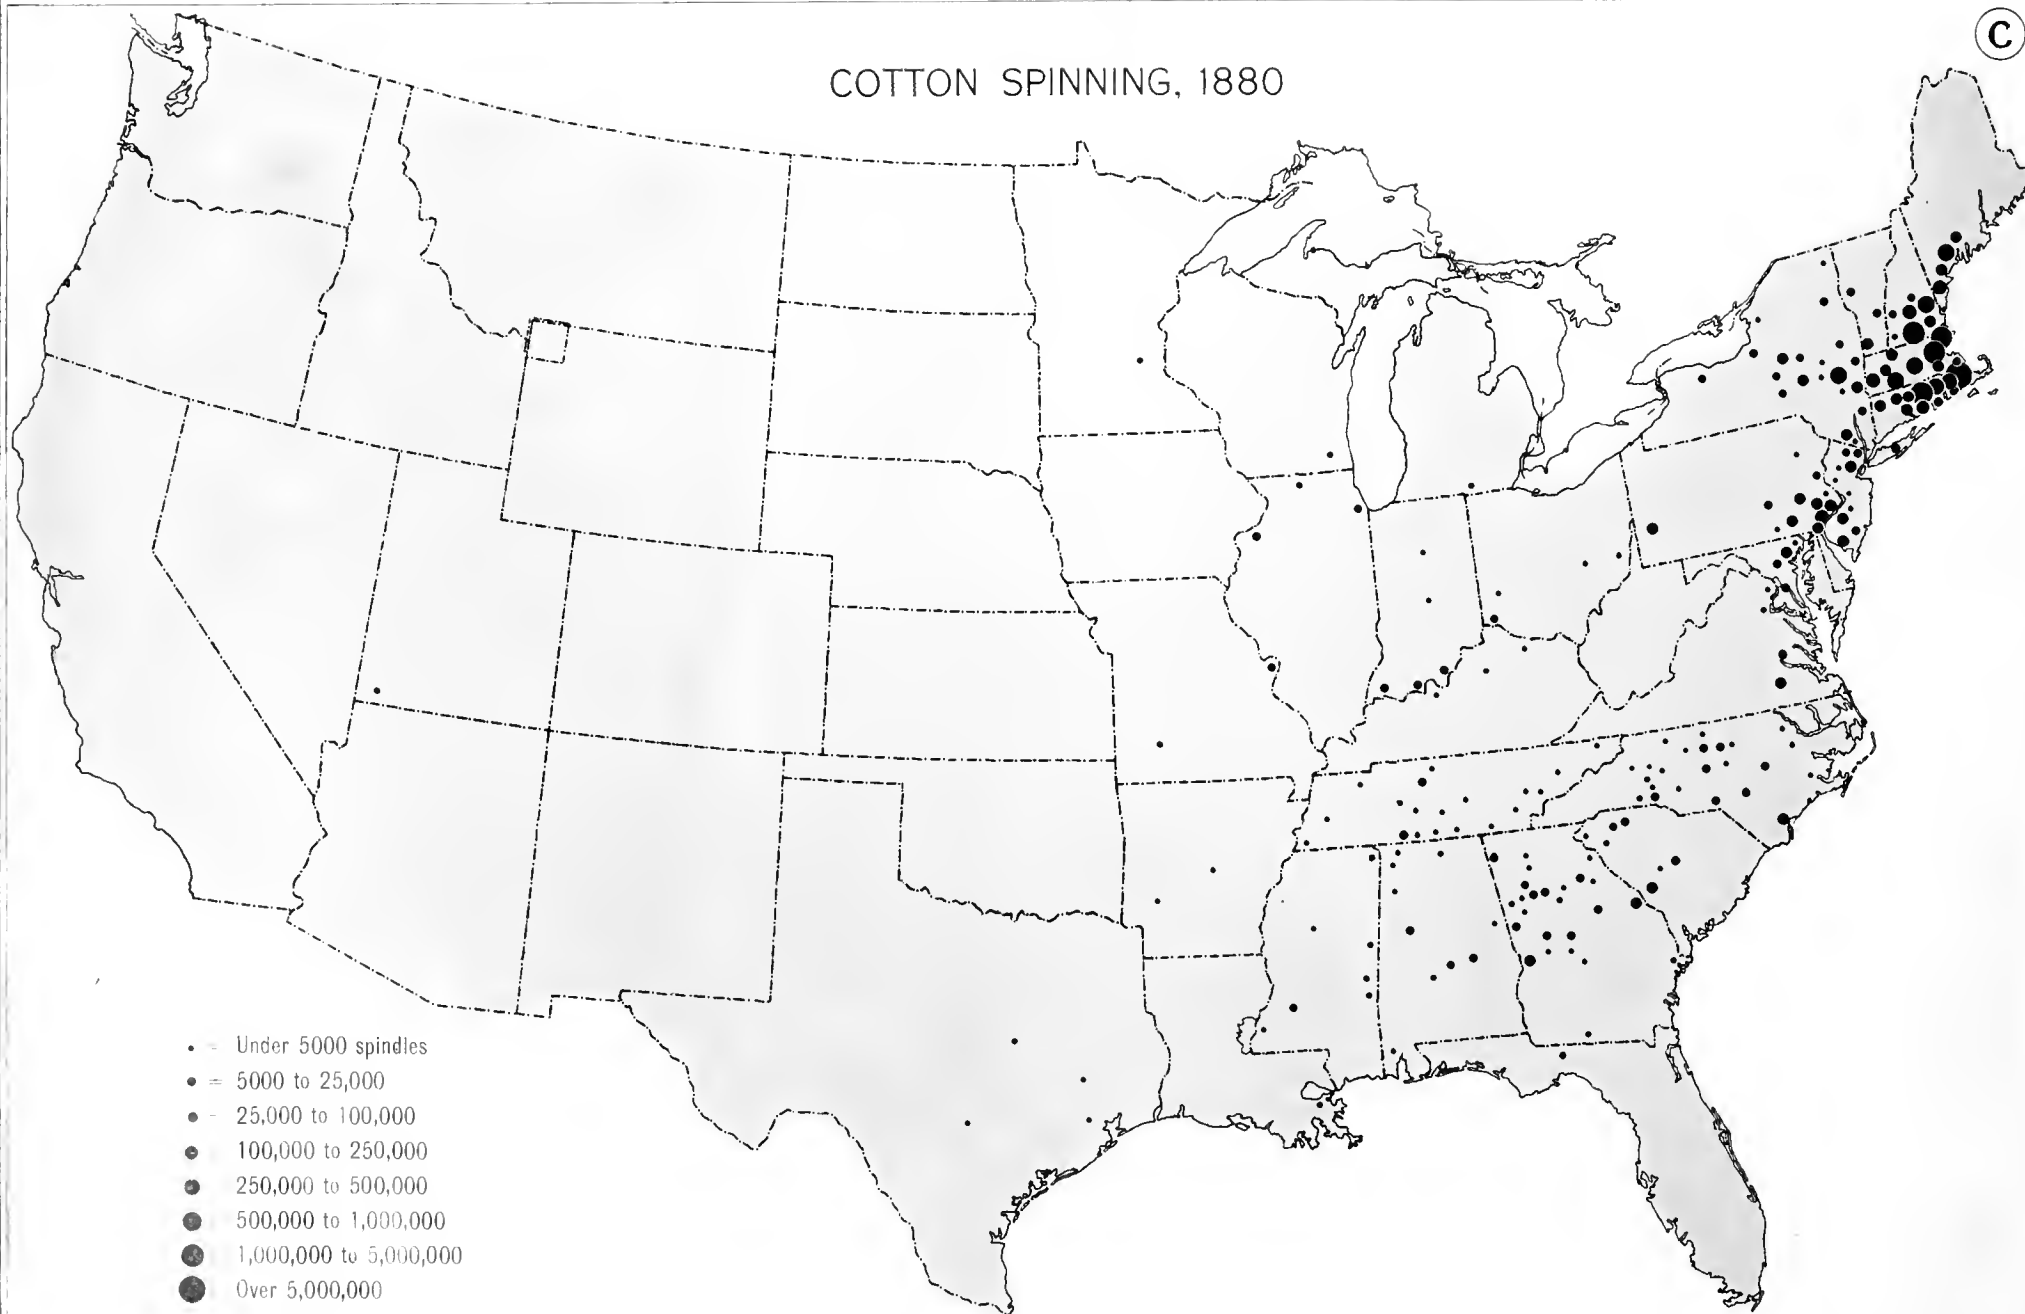 C
COTTON SPINNING, 1880
- Under 5000 spindles
= 5000 to 25,000
- 25,000 to 100,000
100,000 to 250,000
250,000 to 500,000
500,000 to 1,000,000
1,000,000 to 5,000,000
Over 5,000,000